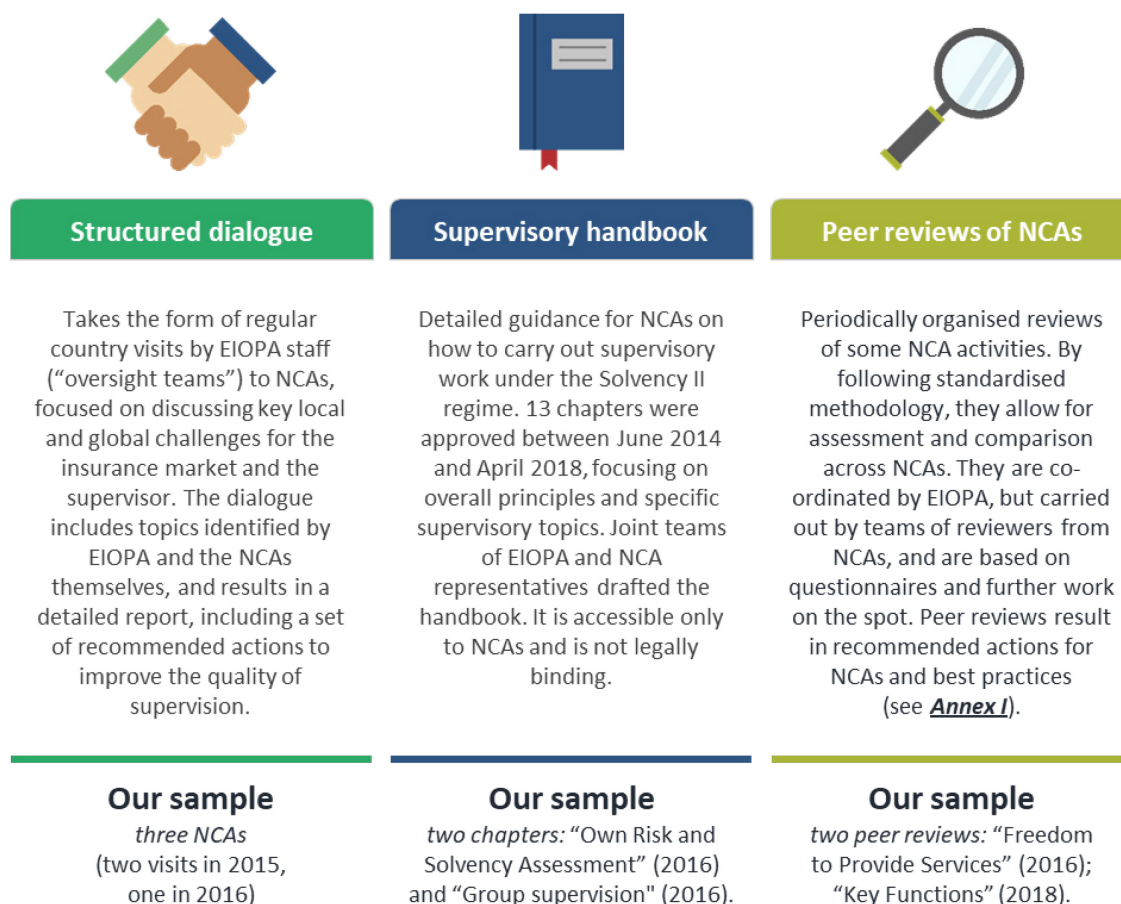 Structured dialogue
Takes the form of regular
country visits by EIOPA staff
(“oversight teams”) to NCAs,
focused on discussing key local
and global challenges for the
insurance market and the
supervisor. The dialogue
includes topics identified by
EIOPA and the NCAs
themselves, and results in a
detailed report, including a set
of recommended actions to
improve the quality of
supervision.
Our sample
three NCAs
(two visits in 2015,
one in 2016)
Supervisory handbook
Detailed guidance for NCAs on
how to carry out supervisory
work under the Solvency II
regime. 13 chapters were
approved between June 2014
and April 2018, focusing on
overall principles and specific
supervisory topics. Joint teams
of EIOPA and NCA
representatives drafted the
handbook. It is accessible only
to NCAs and is not legally
binding.
Our sample
two chapters: “Own Risk and
Solvency Assessment” (2016)
and “Group supervision" (2016).
Peer reviews of NCAs
Periodically organised reviews
of some NCA activities. By
following standardised
methodology, they allow for
assessment and comparison
across NCAs. They are co-
ordinated by EIOPA, but carried
out by teams of reviewers from
NCAs, and are based on
questionnaires and further work
on the spot. Peer reviews result
in recommended actions for
NCAs and best practices
(see Annex I).
Our sample
two peer reviews: “Freedom
to Provide Services” (2016);
“Key Functions” (2018).